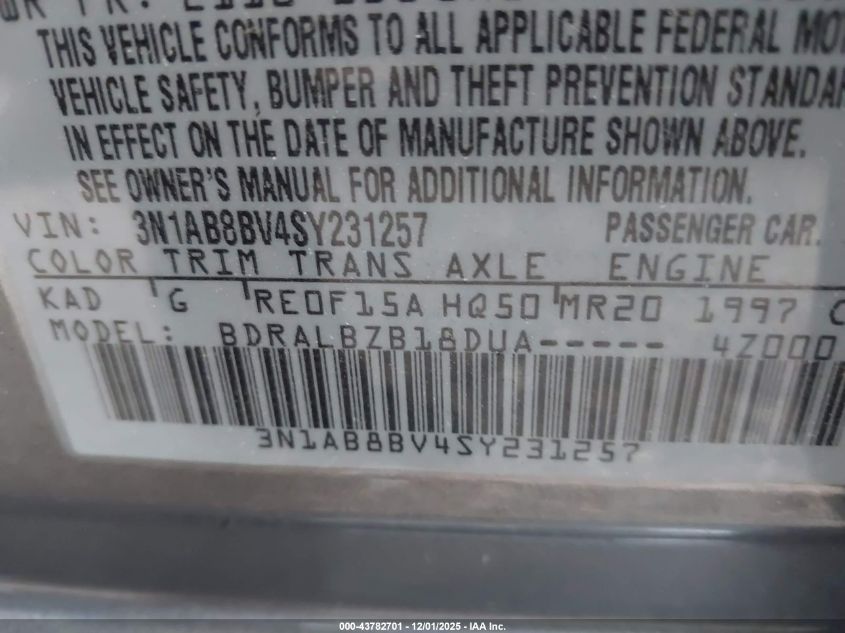 THIS VEHICLE CONFORMS TO ALL APPLICABLE FEDERAL MO
VEHICLE SAFETY, BUMPER AND THEFT PREVENTION STANDAR
IN EFFECT ON THE DATE OF MANUFACTURE SHOWN ABOVE.
SEE OWNER'S MANUAL FOR ADDITIONAL INFORMATION.
VIN: 3N1AB8BV4SY231257 PASSENGER CAR.
COLOR TRIM TRANS AXLE ENGINE
KAD G RE0F15A HQ50 MR20 1997 C
MODEL: BDRALBZB18DUA----- 4Z000
3N1AB8BV4SY231257
000-43782701 - 12/01/2025 - IAA Inc.